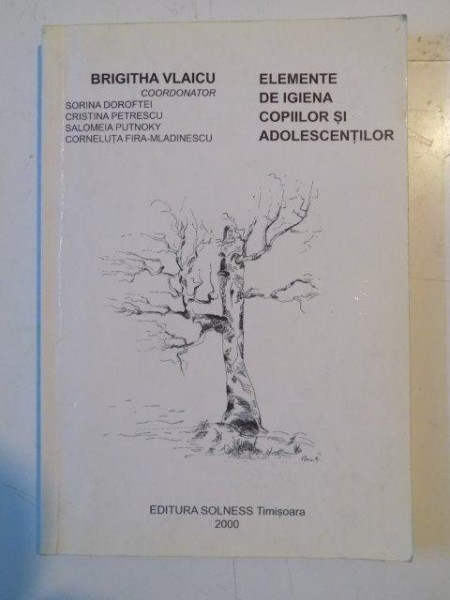 BRIGITHA VLAICU
COORDONATOR
SORINA DOROFTEI
CRISTINA PETRESCU
SALOMEIA PUTNOKY
CORNELUȚA FIRA-MLADINESCU
ELEMENTE
DE IGIENA
COPIILOR ȘI
ADOLESCENȚILOR
EDITURA SOLNESS Timișoara
2000